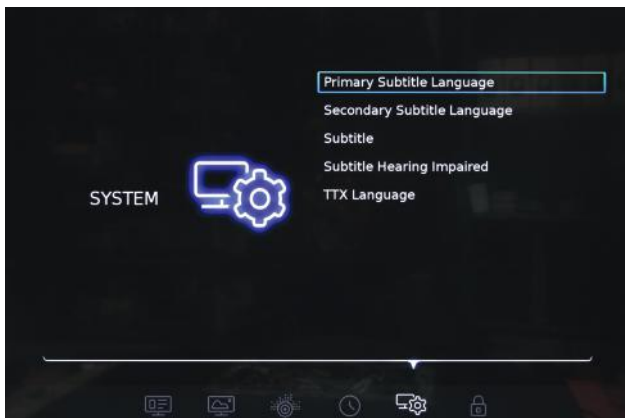 Primary Subtitle Language
Secondary Subtitle Language
Subtitle
Subtitle Hearing Impaired
SYSTEM
TTX Language